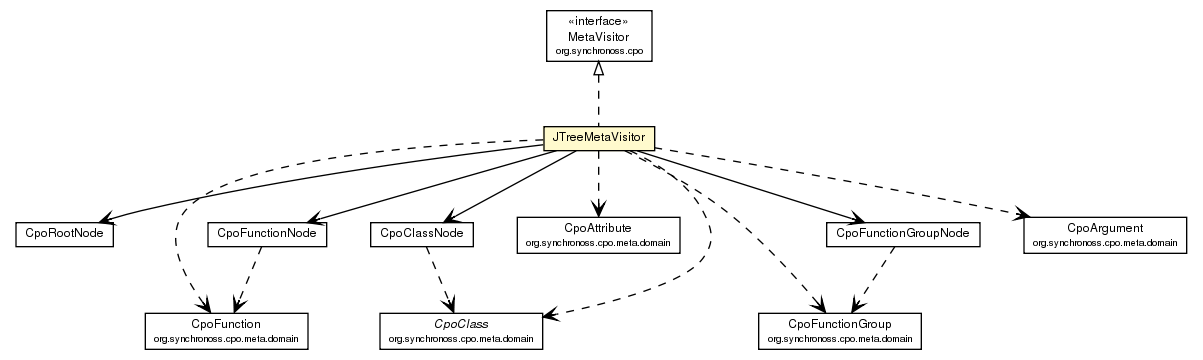 «interface»
MetaVisitor
org.synchronoss.cpo
JTreeMetaVisitor
CpoRootNode
CpoFunctionNode
CpoClassNode
CpoAttribute
org.synchronoss.cpo.meta.domain
CpoFunctionGroupNode
CpoArgument
org.synchronoss.cpo.meta.domain
CpoFunction
org.synchronoss.cpo.meta.domain
CpoClass
org.synchronoss.cpo.meta.domain
CpoFunctionGroup
org.synchronoss.cpo.meta.domain